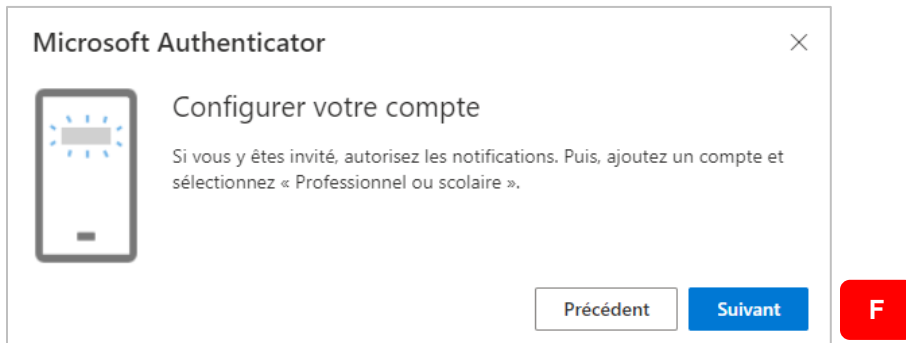 Microsoft Authenticator
Configurer votre compte
Si vous y êtes invité, autorisez les notifications. Puis, ajoutez un compte et
sélectionnez « Professionnel ou scolaire ».
Précédent
Suivant
F